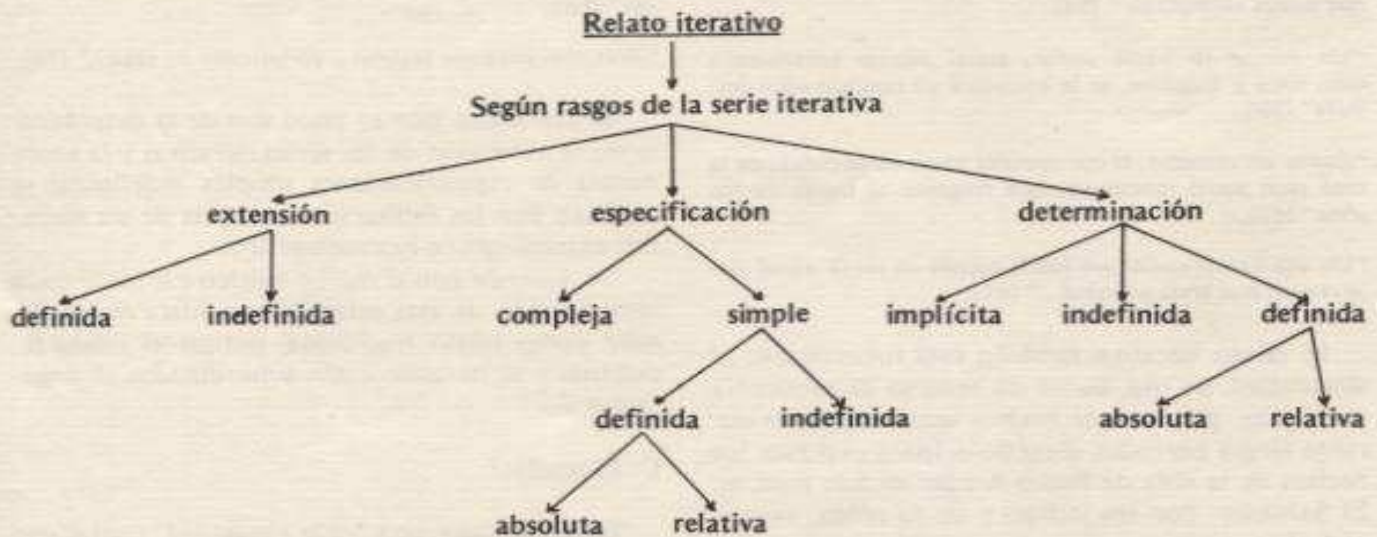 Relato iterativo
Según rasgos de la serie iterativa
extensión especificación determinación
definida indefinida compleja simple implícita indefinida definida
definida indefinida absoluta relativa
absoluta relativa